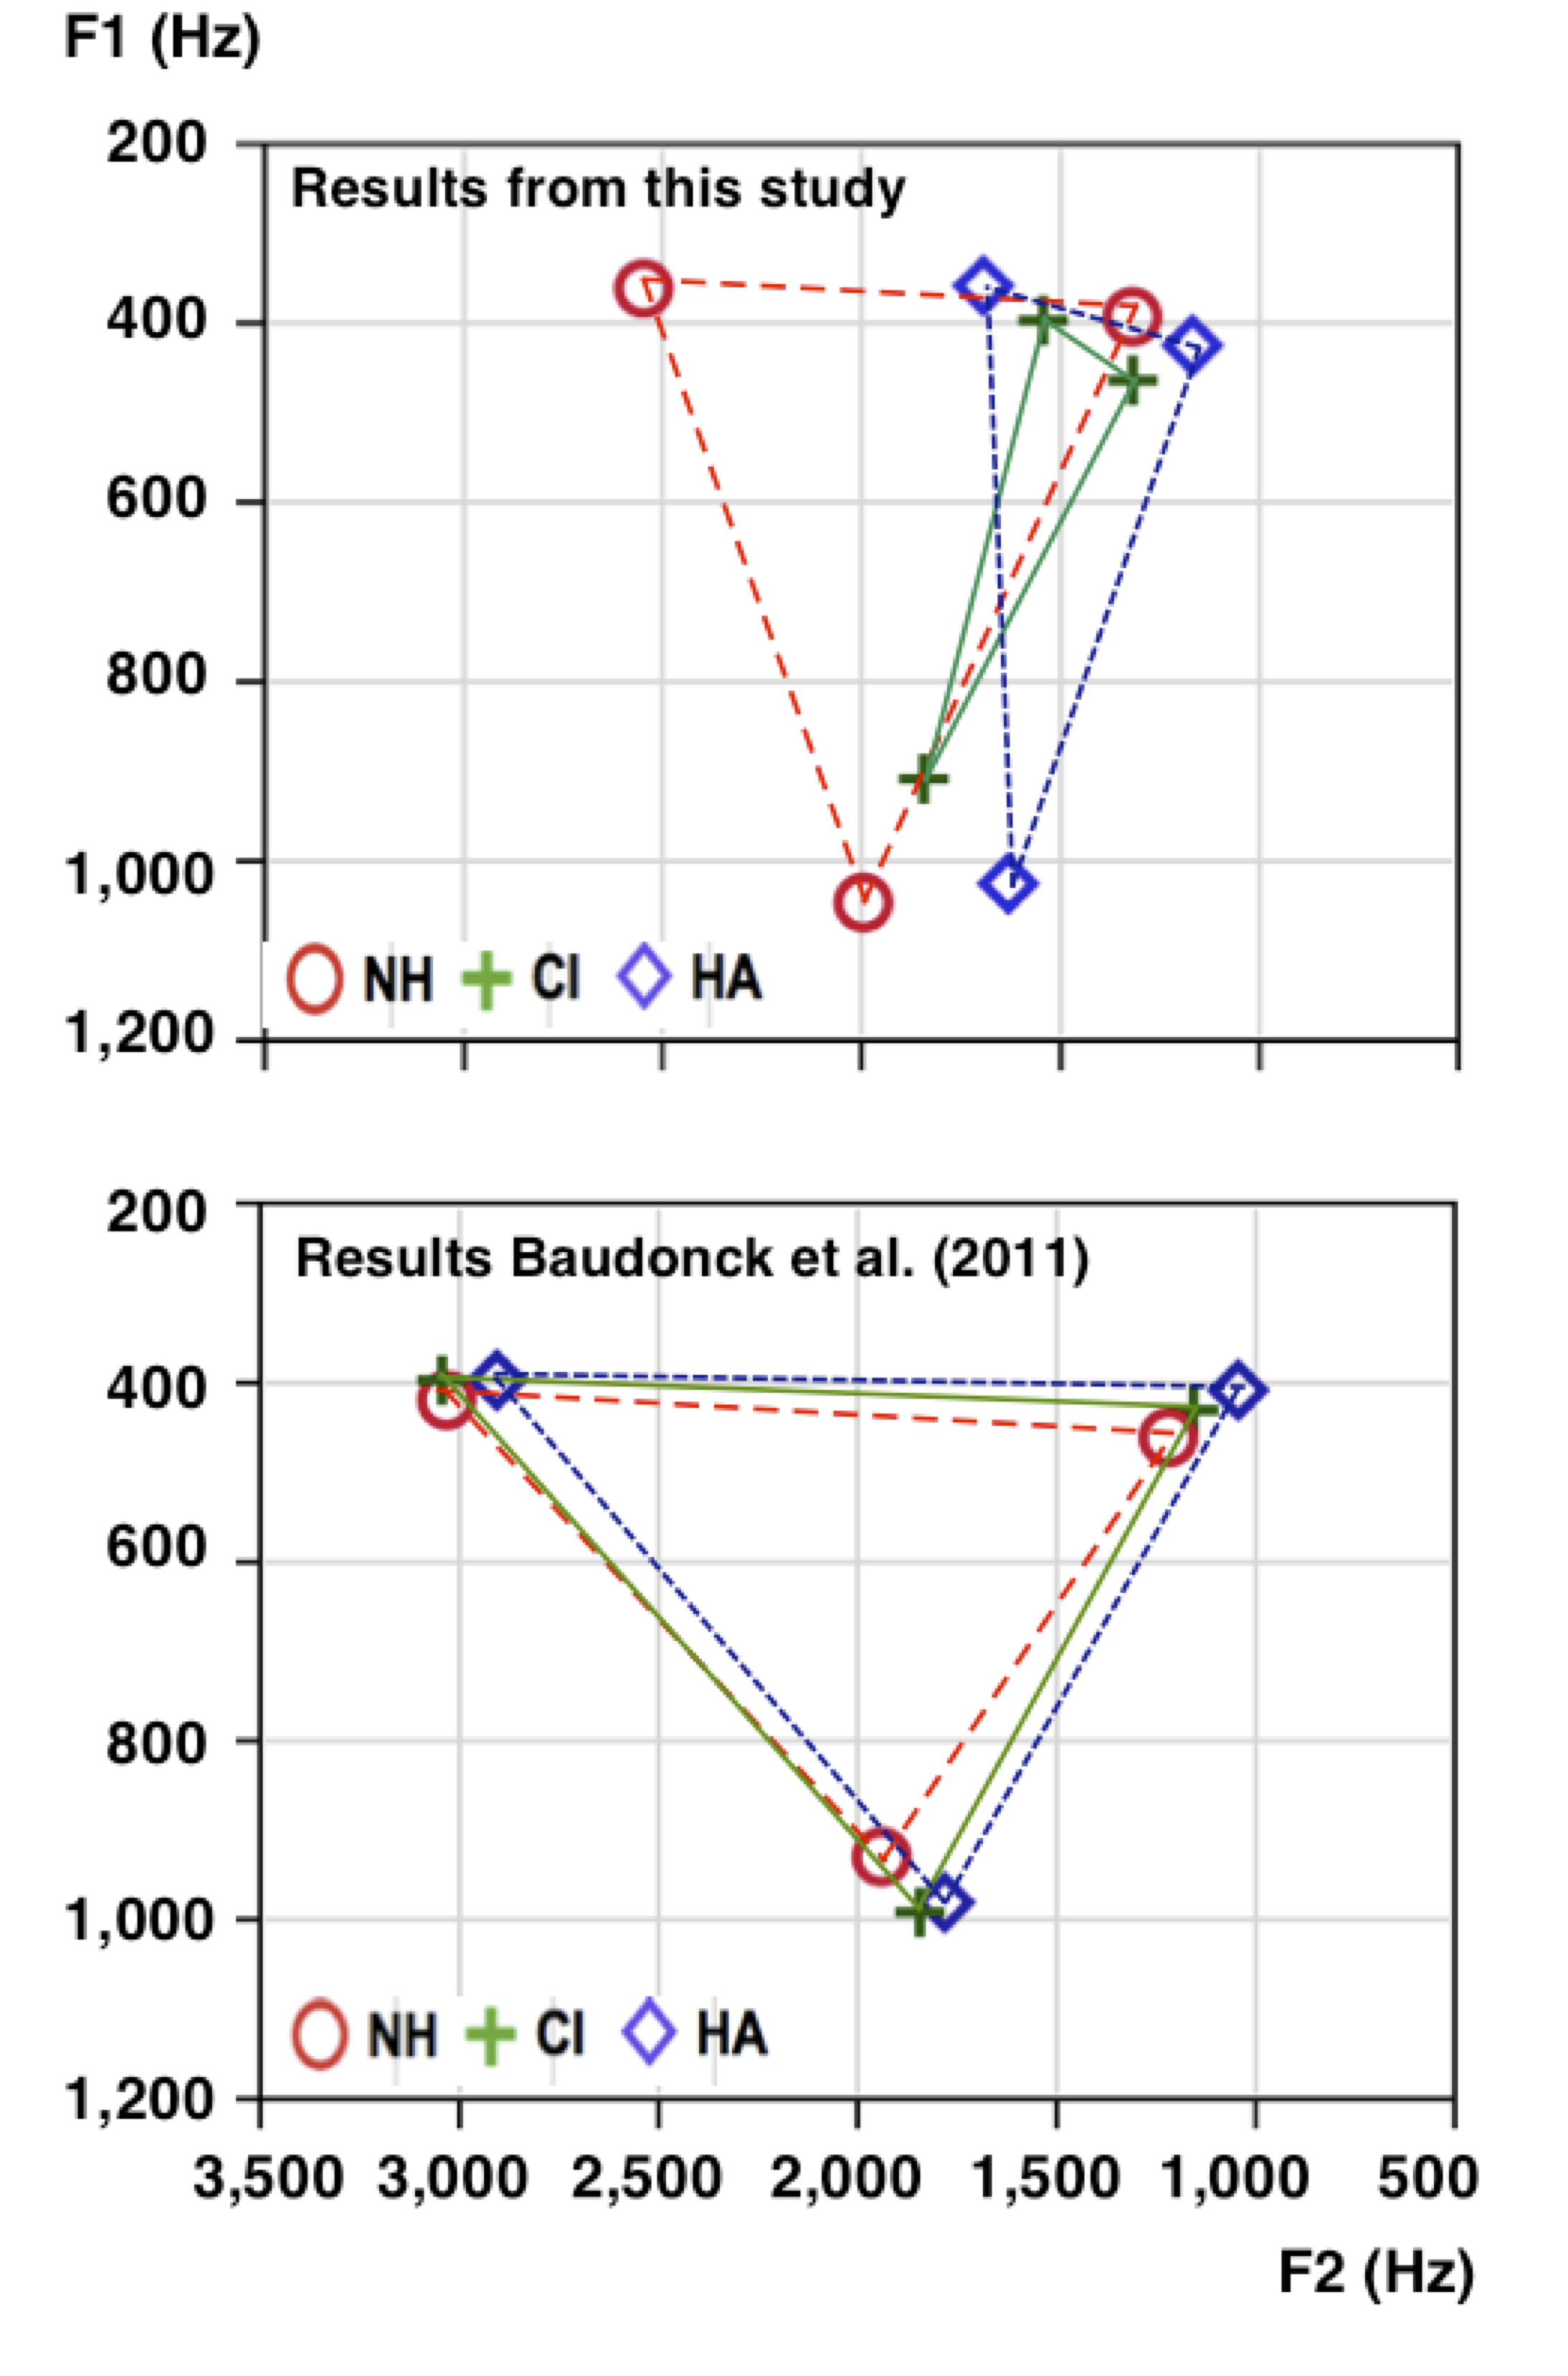 F1 (Hz)
200
Results from this study
400
600
800
1,000
NH CI HA
1,200
200
Results Baudonck et al. (2011)
400
600
800
1,000
NH CI HA
1,200
3,500 3,000 2,500 2,000 1,500 1,000 500
F2 (Hz)